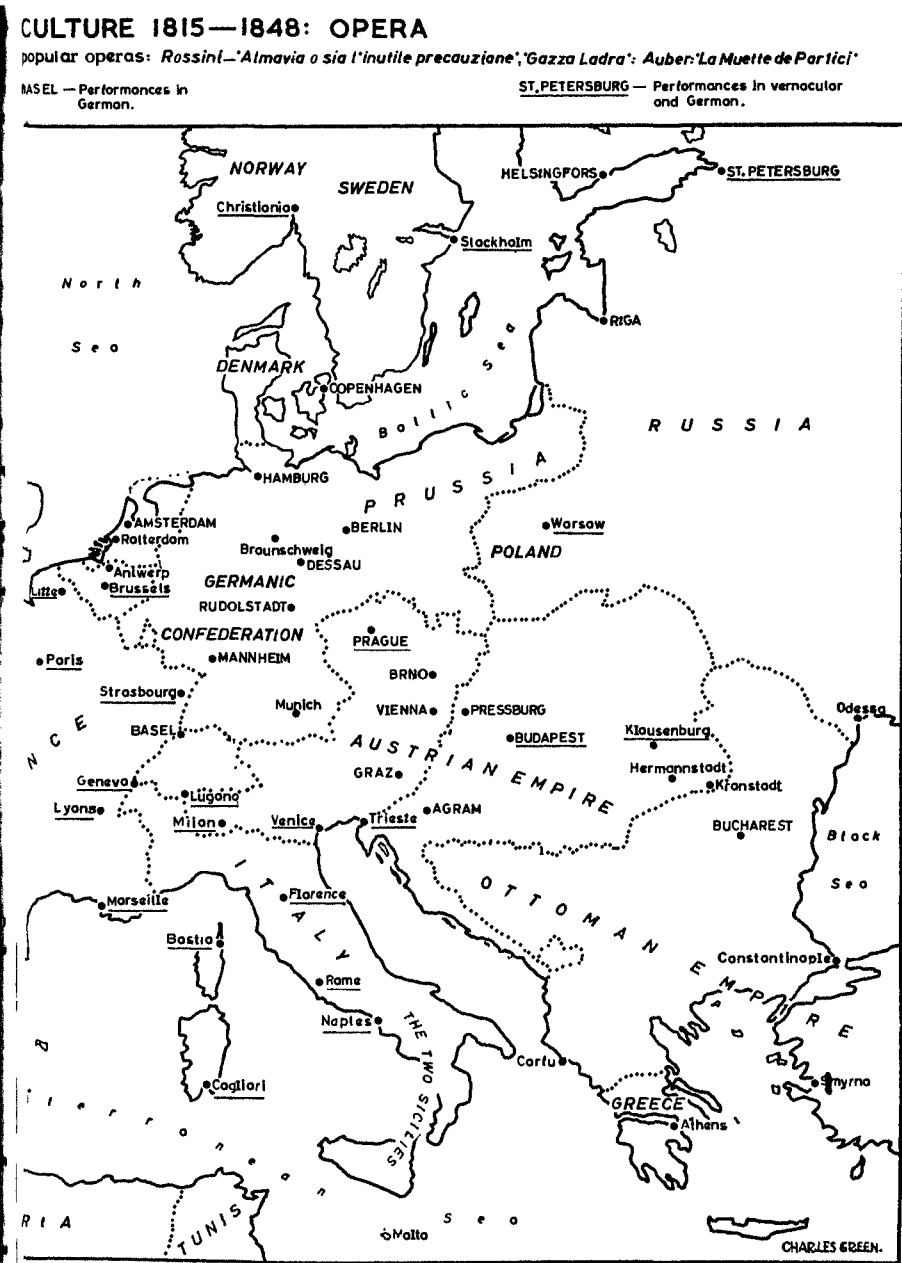 CULTURE 1815—1848: OPERA
popular operas: Rossini—'Almavia o sia l'inutile precauzione', 'Gazza Ladra': Auber: 'La Muette de Partici'
BASEL — Performances in
German.
ST. PETERSBURG — Performances in vernacular
and German.
NORWAY
SWEDEN
HELSINGFORS
ST. PETERSBURG
Christiania
Stockholm
North
Sea
RIGA
DENMARK
COPENHAGEN
Baltic Sea
RUSSIA
HAMBURG
PRUSSIA
AMSTERDAM
BERLIN
Warsaw
Rotterdam
Braunschweig
POLAND
DESSAU
Antwerp
GERMANIC
Brussels
Lille
RUDOLSTADT
CONFEDERATION
PRAGUE
Paris
MANNHEIM
BRNO
Strasbourg
Munich
VIENNA
PRESSBURG
Odessa
NCE
BASEL
BUDAPEST
Klausenburg
AUSTRIAN EMPIRE
Geneva
GRAZ
Hermannstadt
Kronstadt
Lugano
Lyons
Milan
Venice
Trieste
AGRAM
BUCHAREST
Black
Sea
ITALY
OTTOMAN EMPIRE
Marseille
Florence
Bastia
Constantinople
Rome
Naples
THE TWO SICILIES
Corfu
Cagliari
Smyrna
GREECE
Athens
iterranean
Sea
RIA
TUNIS
Malta
CHARLES GREEN.